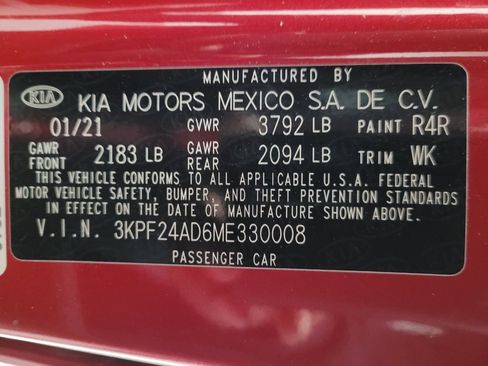 MANUFACTURED BY
KIA KIA MOTORS MEXICO S.A. DE C.V.
01/21 GVWR 3792 LB PAINT R4R
GAWR FRONT 2183 LB GAWR REAR 2094 LB TRIM WK
THIS VEHICLE CONFORMS TO ALL APPLICABLE U.S.A. FEDERAL
MOTOR VEHICLE SAFETY, BUMPER, AND THEFT PREVENTION STANDARDS
IN EFFECT ON THE DATE OF MANUFACTURE SHOWN ABOVE.
V.I.N. 3KPF24AD6ME330008
PASSENGER CAR